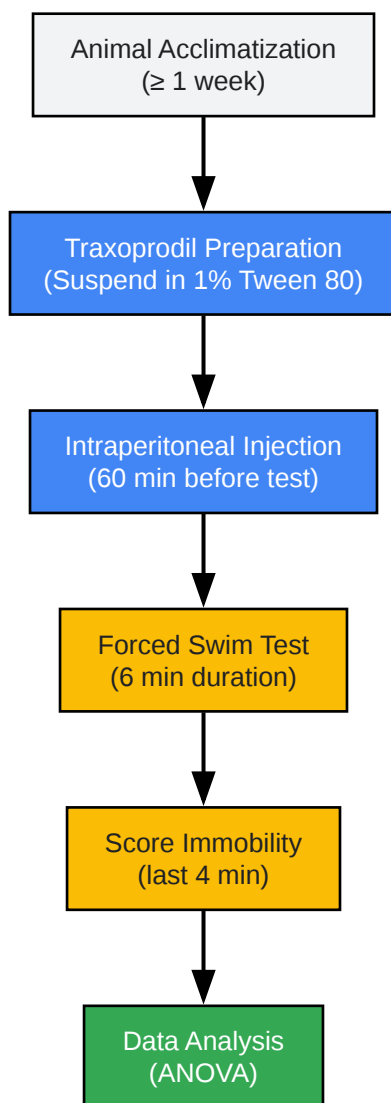 Animal Acclimatization
(≥ 1 week)
Traxoprodil Preparation
(Suspend in 1% Tween 80)
Intraperitoneal Injection
(60 min before test)
Forced Swim Test
(6 min duration)
Score Immobility
(last 4 min)
Data Analysis
(ANOVA)